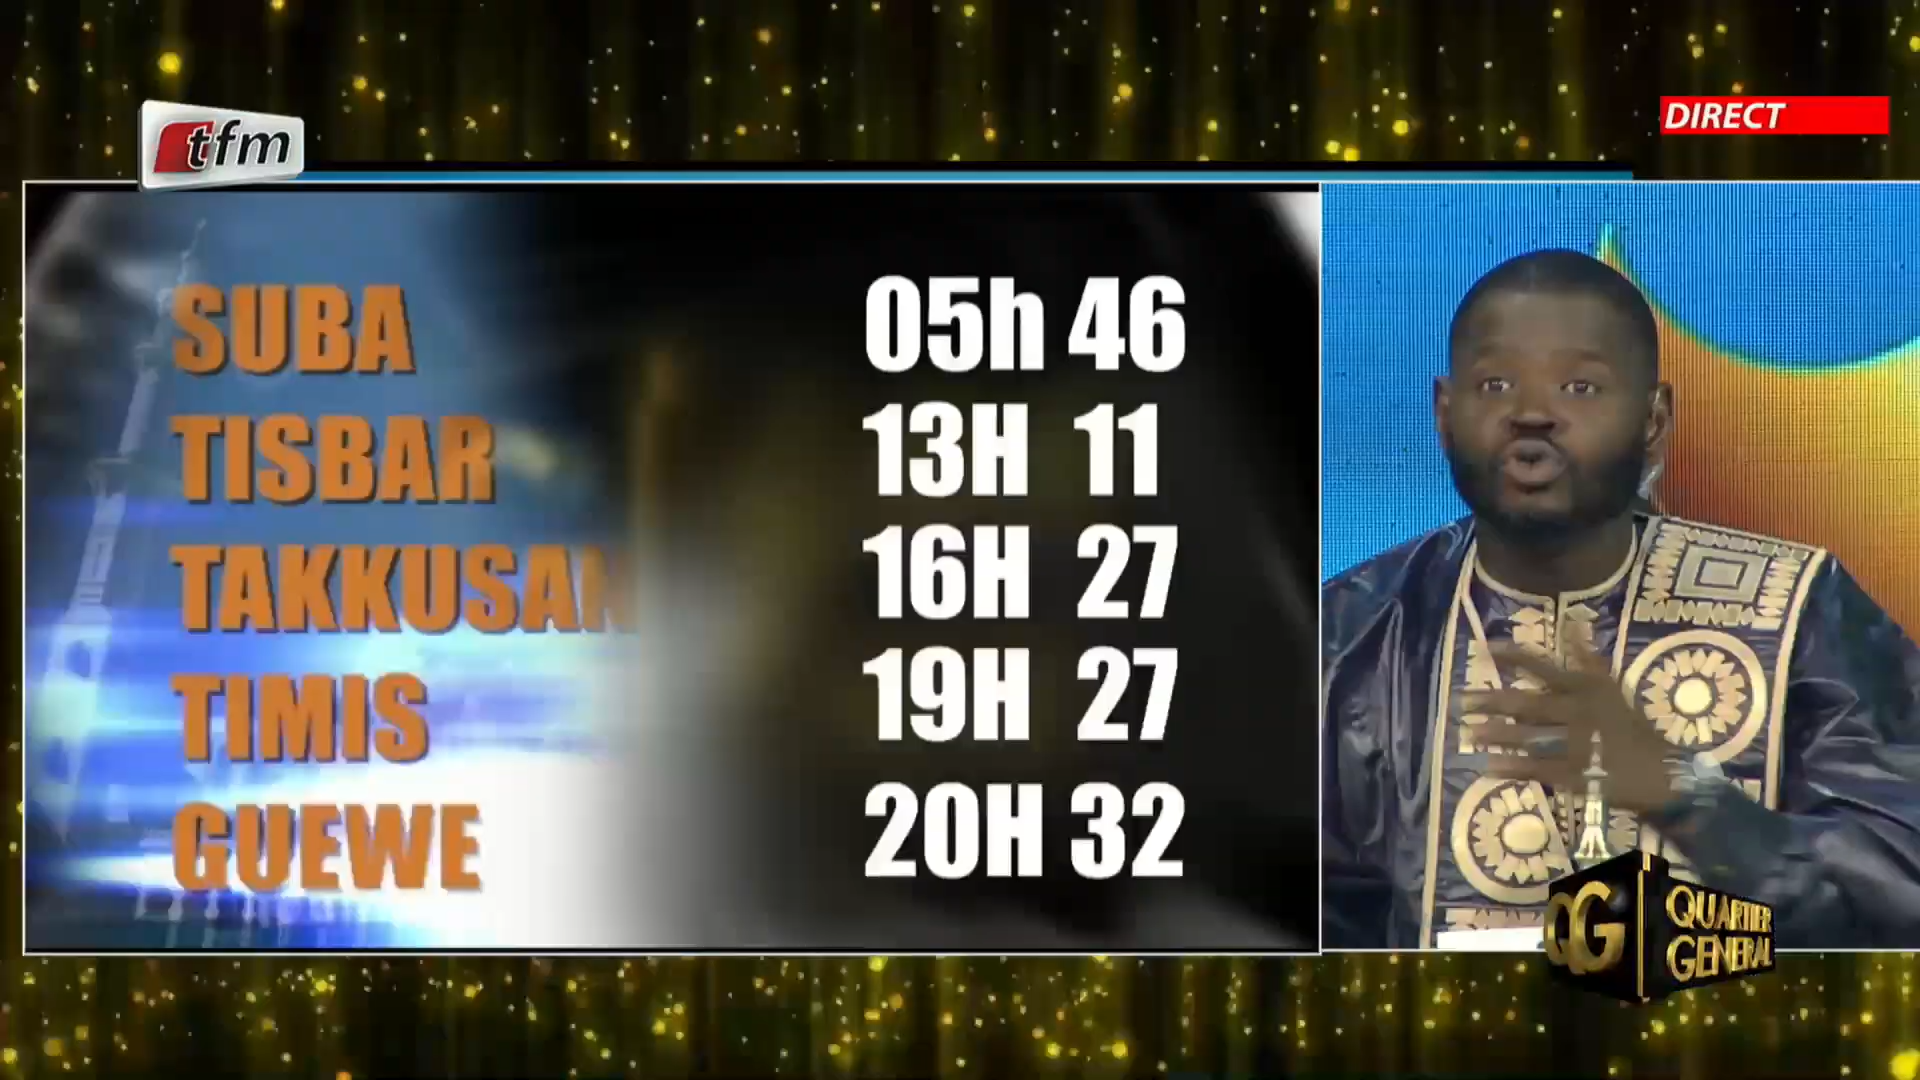 tfm
DIRECT
SUBA 05h 46
TISBAR 13H 11
TAKKUSAN 16H 27
TIMIS 19H 27
GUEWE 20H 32
QG QUARTIER GENERAL